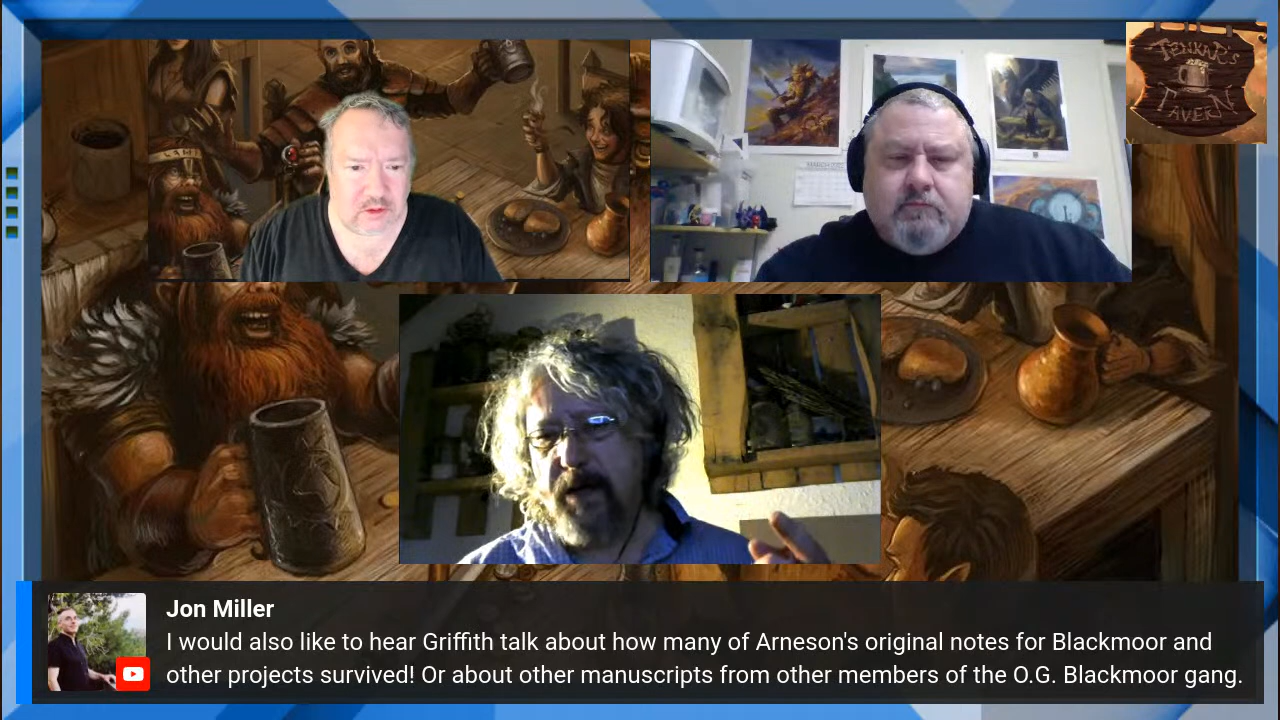 TENKAR'S
TAVERN
Jon Miller
I would also like to hear Griffith talk about how many of Arneson's original notes for Blackmoor and
other projects survived! Or about other manuscripts from other members of the O.G. Blackmoor gang.